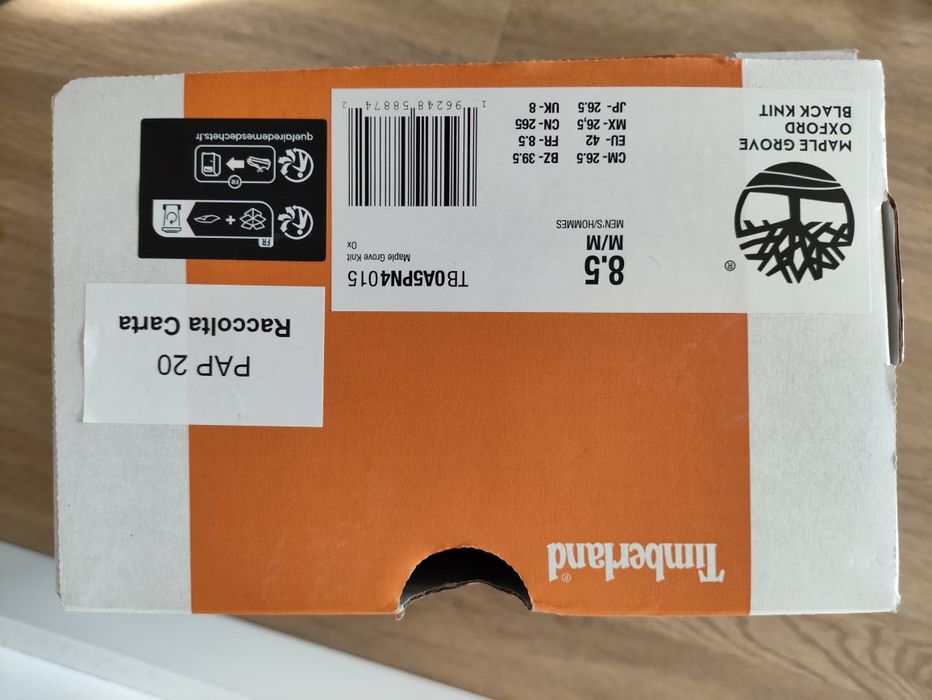 Timberland®
®
8.5
M/M
MEN'S/HOMMES
TB0A5PN4015
Maple Grove Knit
Ox
MAPLE GROVE
OXFORD
BLACK KNIT
CM- 26.5 BZ- 39.5
EU- 42 FR- 8.5
MX- 26,5 CN- 265
JP- 26.5 UK- 8
1 96248 58874 2
PAP 20
Raccolta Carta
FR
+
FR
quefairedemesdechets.fr